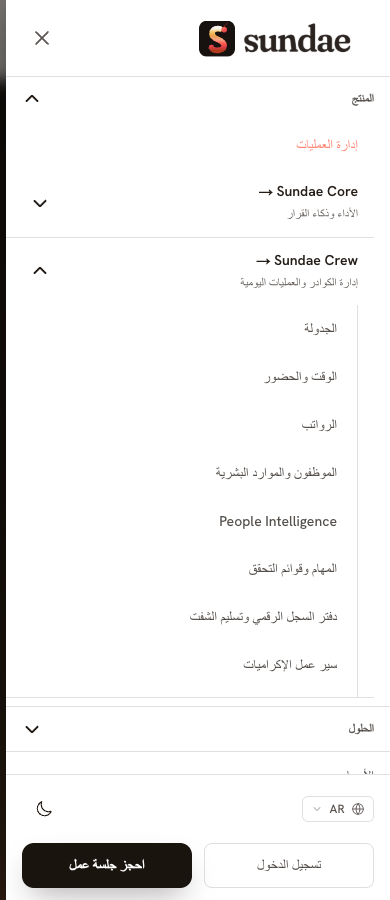 sundae
المنتج
إدارة العمليات
Sundae Core →
الأداء وذكاء القرار
Sundae Crew →
إدارة الكوادر والعمليات اليومية
الجدولة
الوقت والحضور
الرواتب
الموظفون والموارد البشرية
People Intelligence
المهام وقوائم التحقق
دفتر السجل الرقمي وتسليم الشفت
سير عمل الإكراميات
الحلول
AR
تسجيل الدخول
احجز جلسة عمل